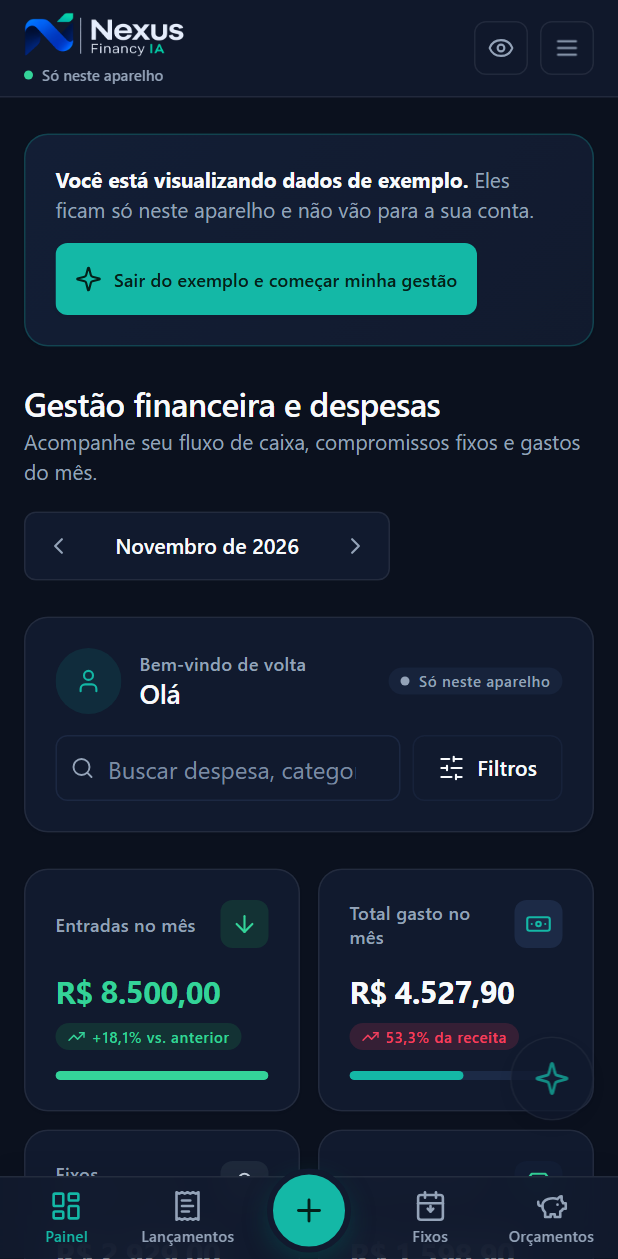 Nexus
Financy IA
Só neste aparelho
Você está visualizando dados de exemplo. Eles
ficam só neste aparelho e não vão para a sua conta.
Sair do exemplo e começar minha gestão
Gestão financeira e despesas
Acompanhe seu fluxo de caixa, compromissos fixos e gastos
do mês.
Novembro de 2026
Bem-vindo de volta
Olá
Só neste aparelho
Buscar despesa, catego
Filtros
Entradas no mês
R$ 8.500,00
+18,1% vs. anterior
Total gasto no
mês
R$ 4.527,90
53,3% da receita
Fixos
Painel
Lançamentos
Fixos
Orçamentos